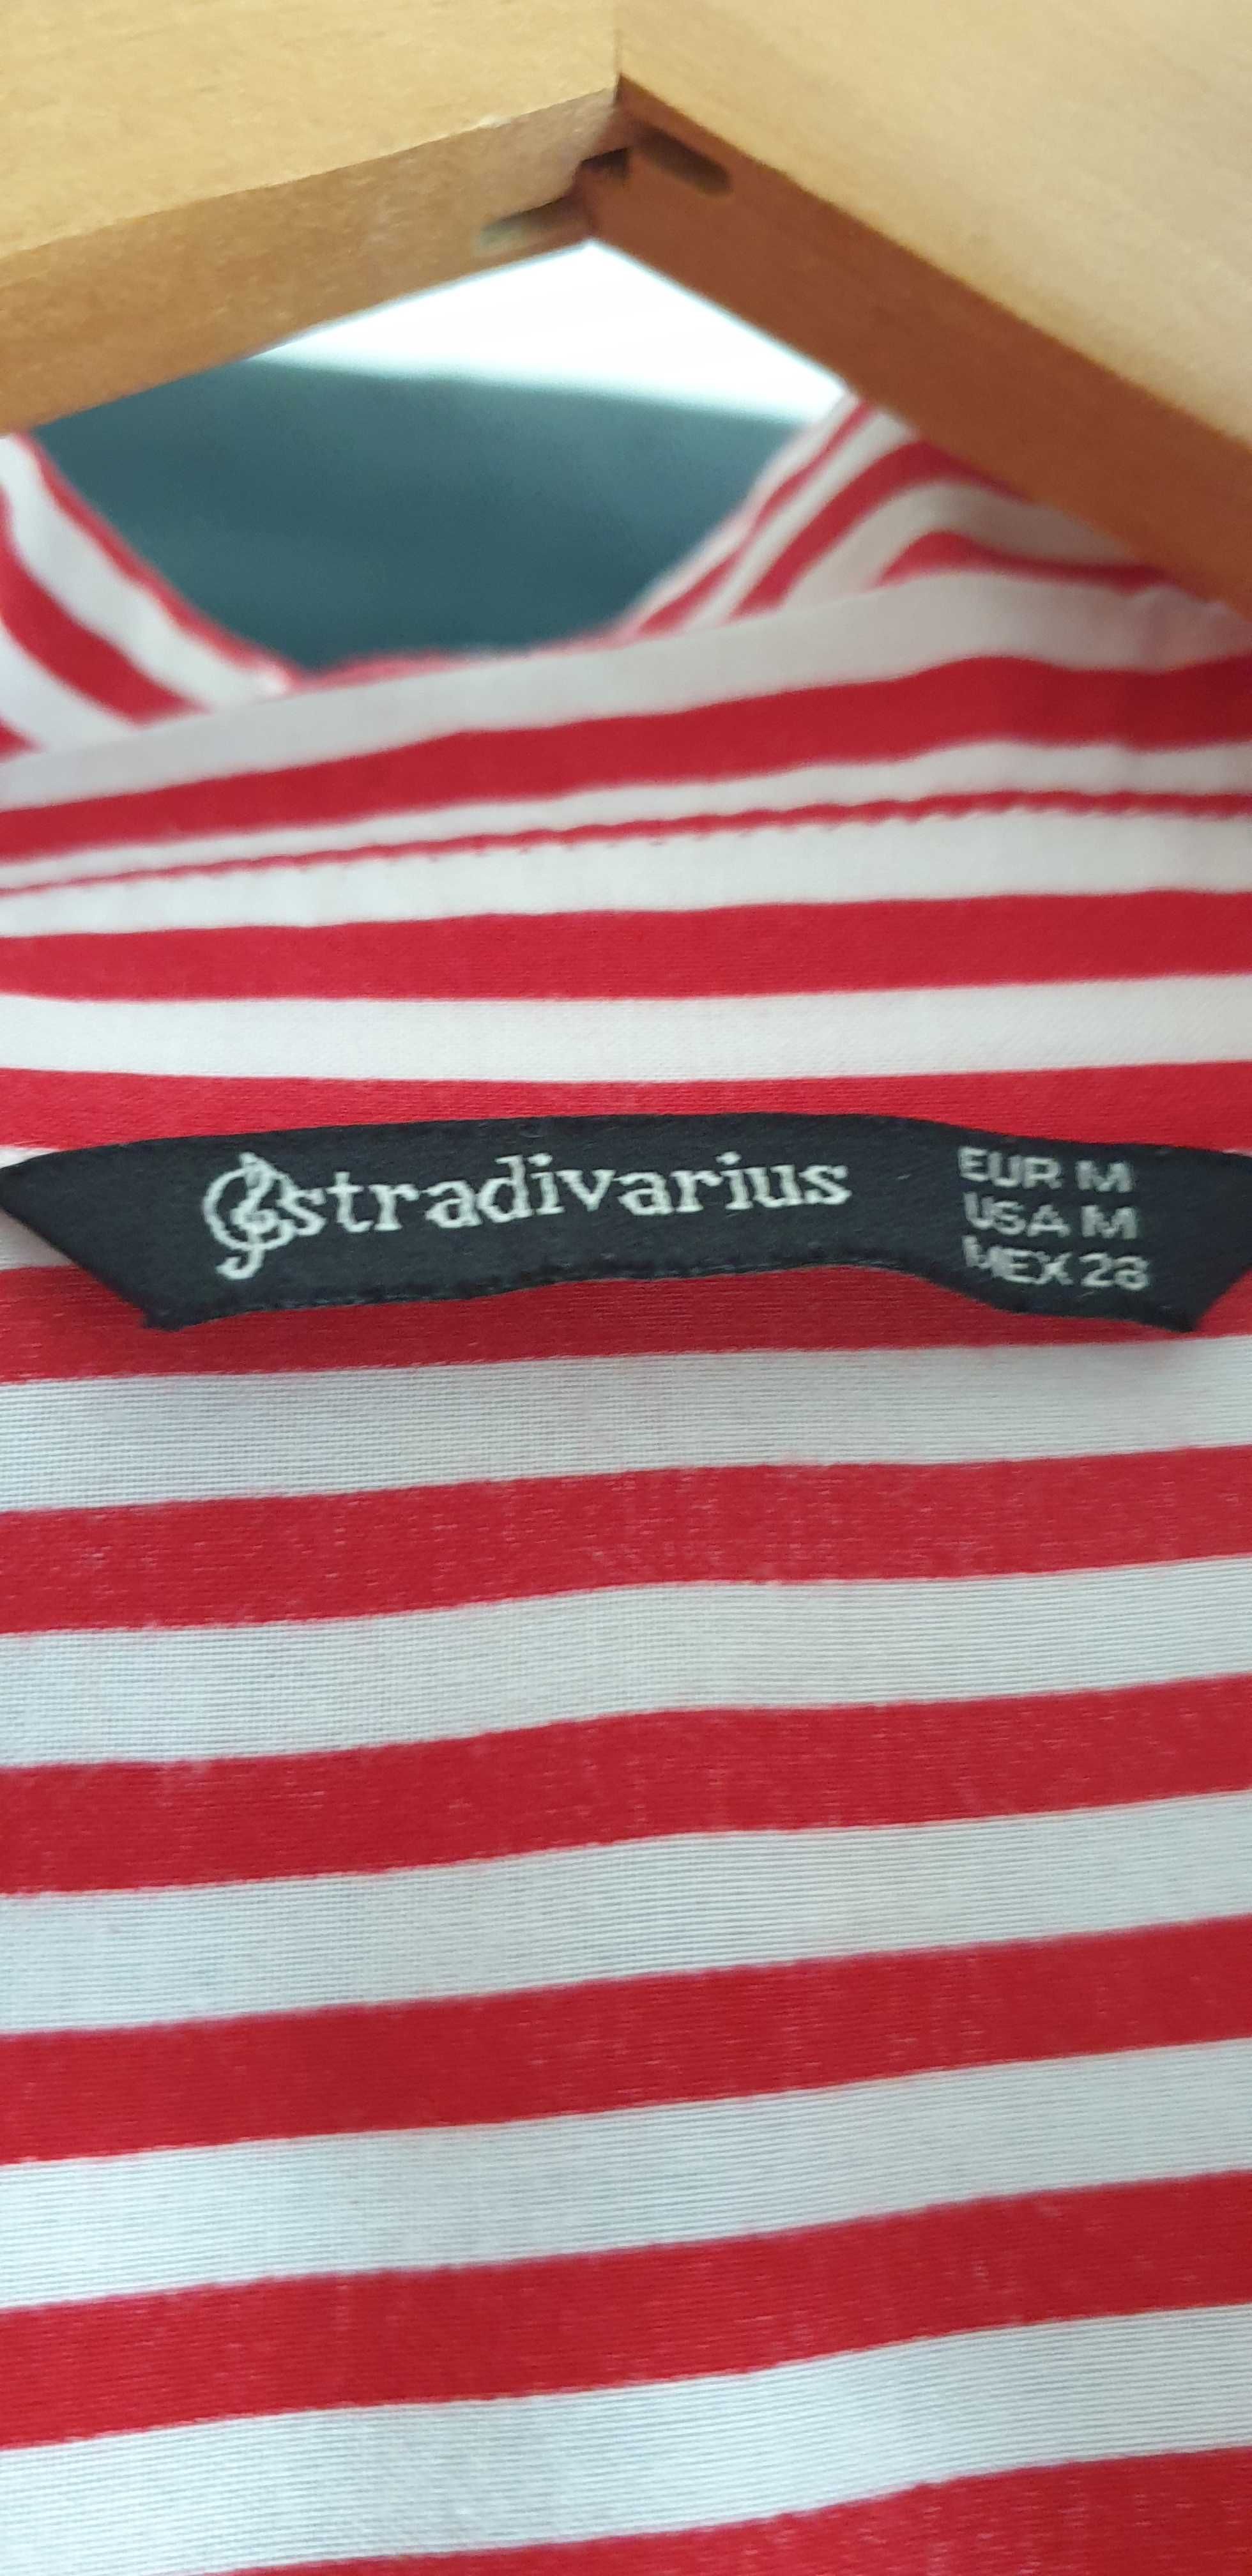 stradivarius
EUR M
USA M
MEX 28